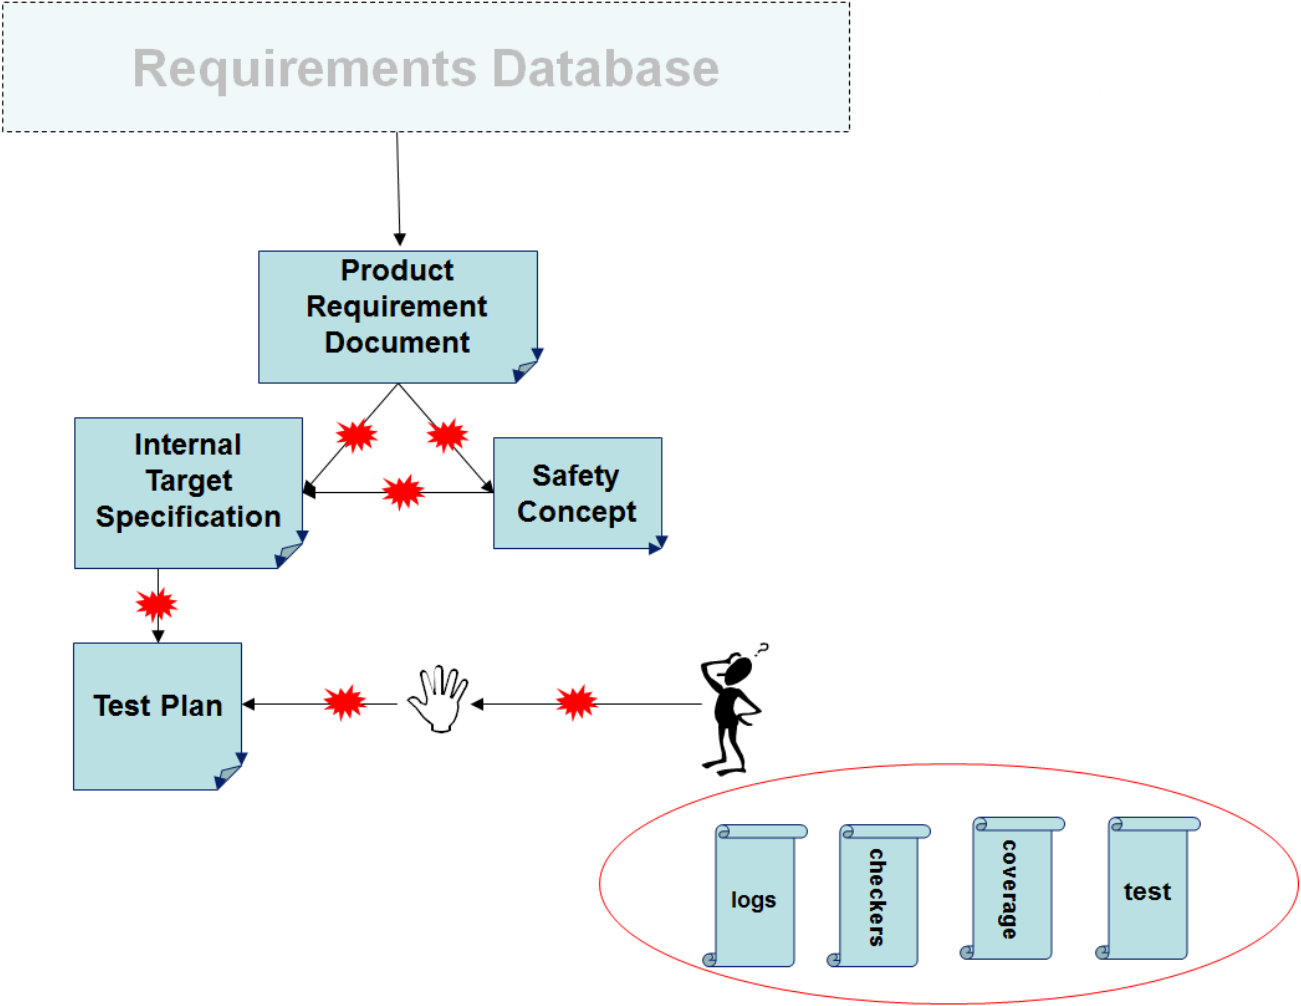 Requirements Database
Product
Requirement
Document
Internal
Target
Specification
Safety
Concept
Test Plan
?
logs
checkers
coverage
test